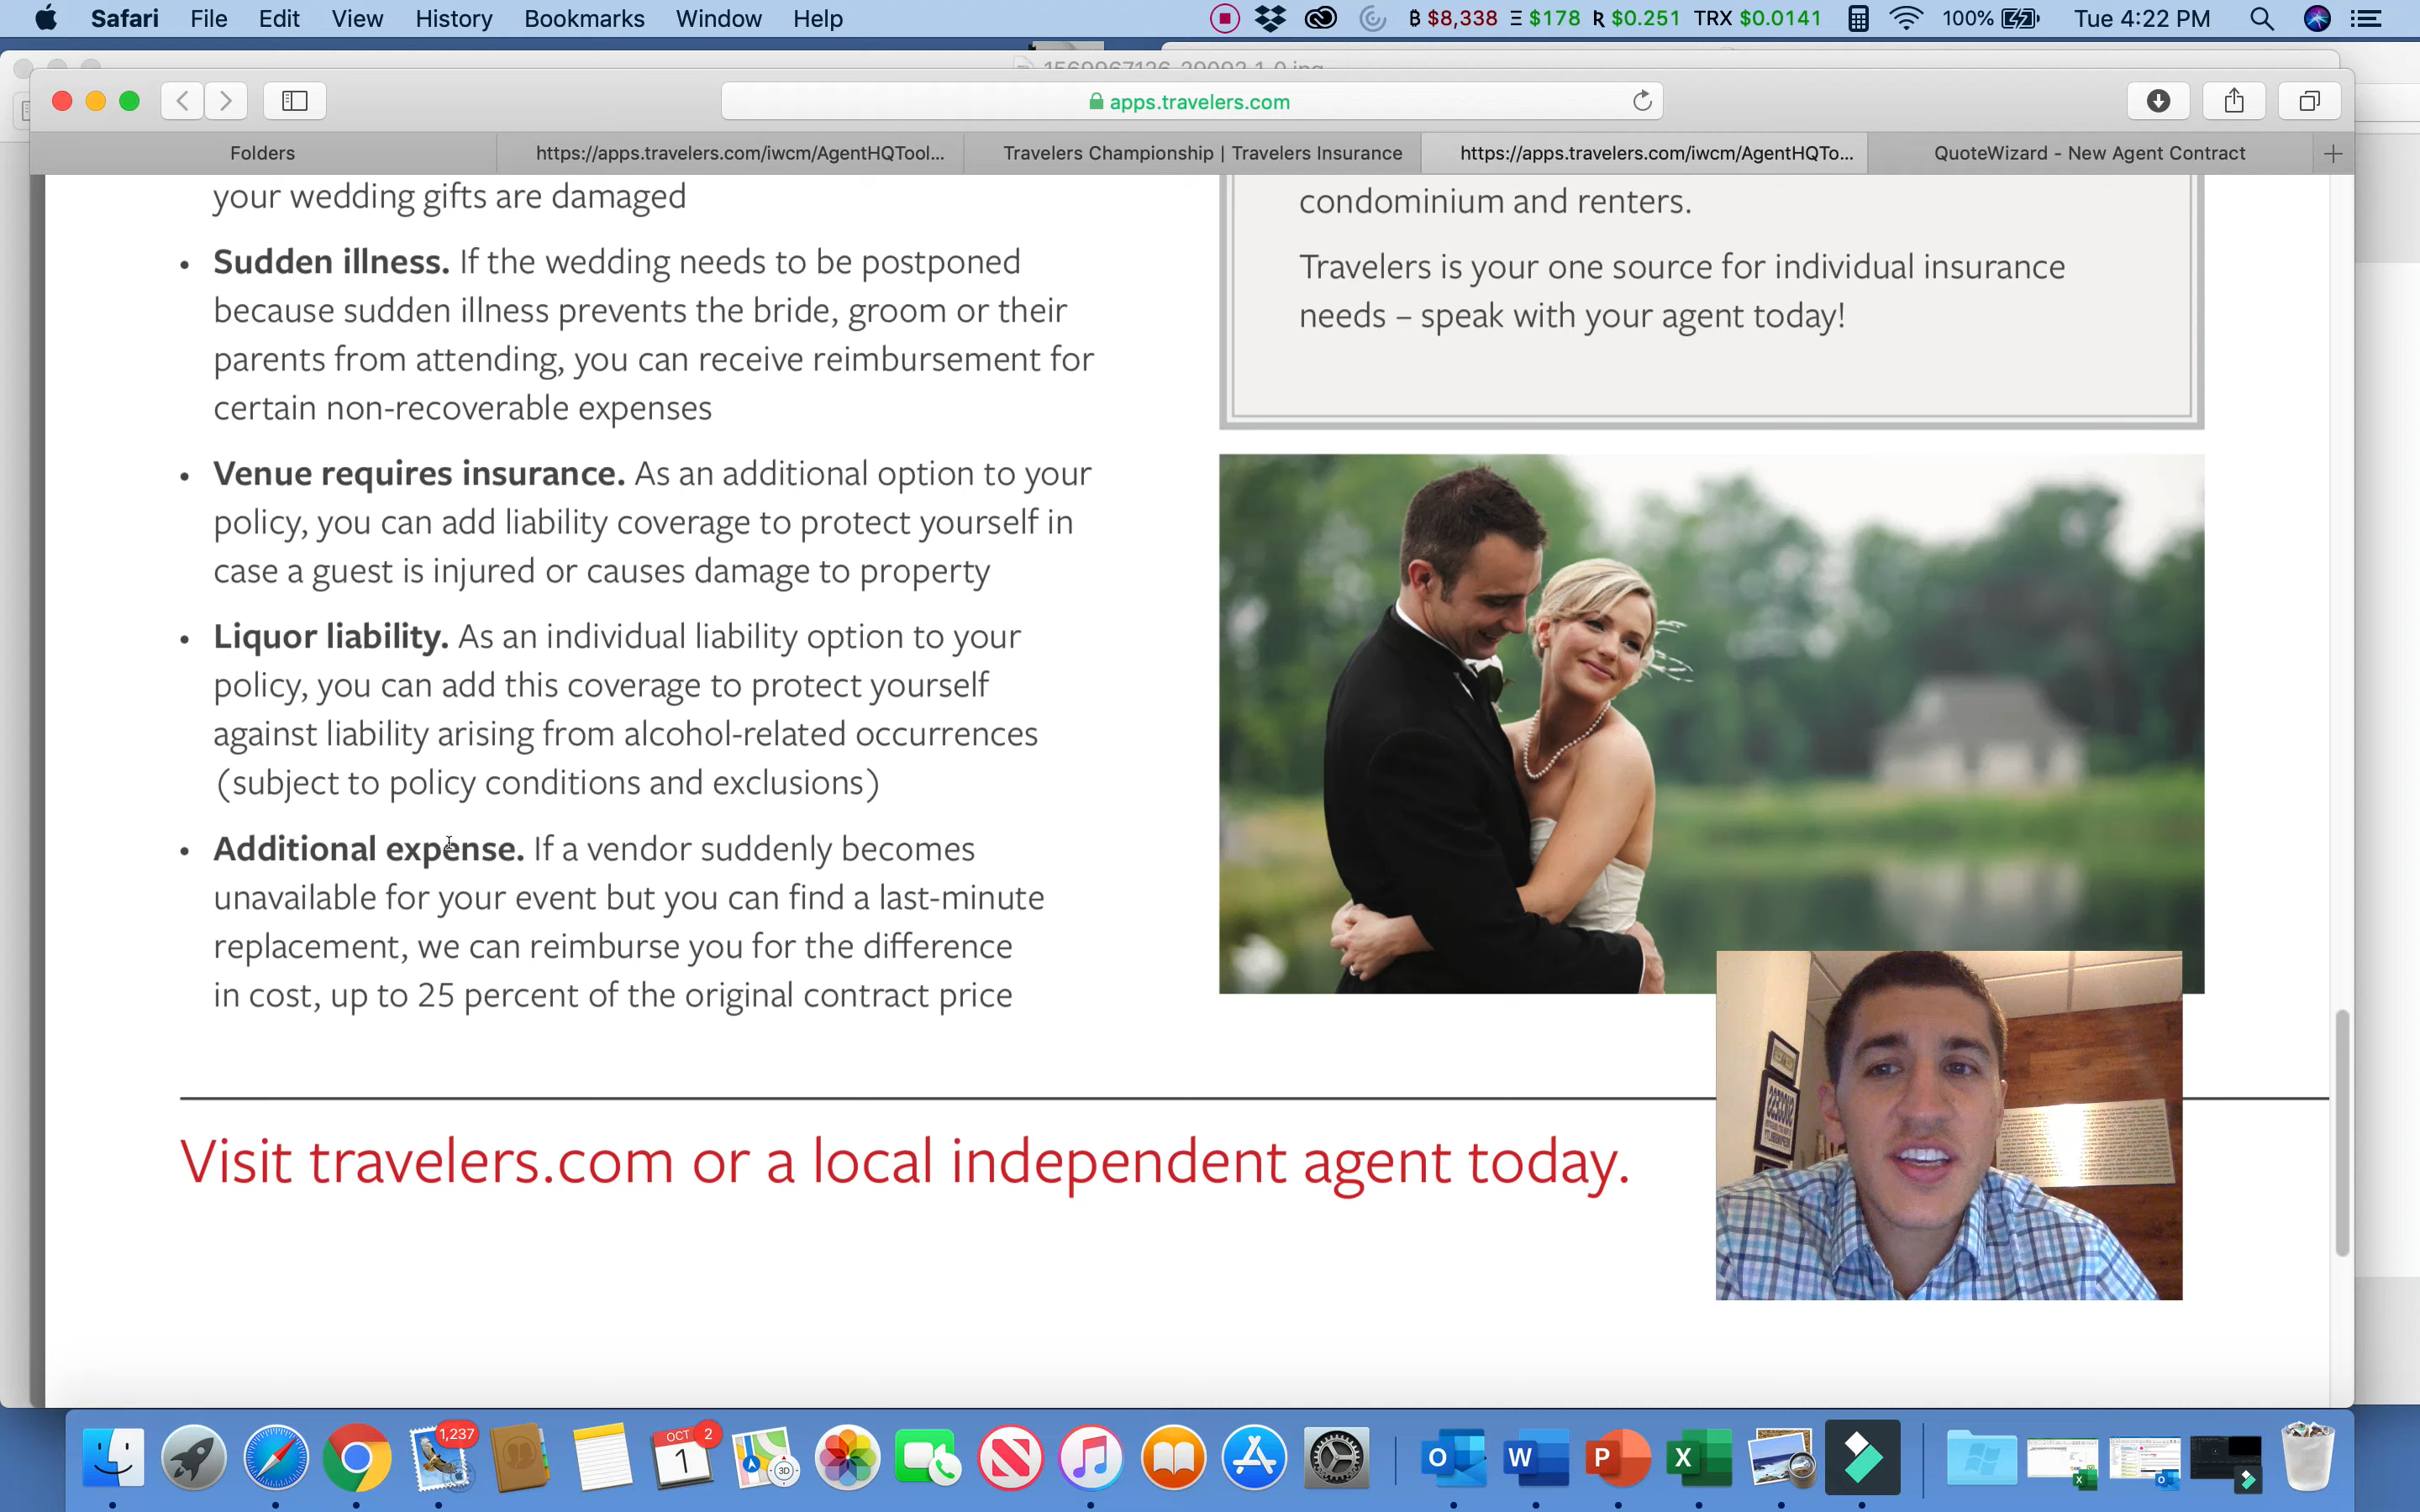 Safari File Edit View History Bookmarks Window Help
฿ $8,338 Ξ $178 R $0.251 TRX $0.0141 100% Tue 4:22 PM
apps.travelers.com
Folders
https://apps.travelers.com/iwcm/AgentHQTool...
Travelers Championship | Travelers Insurance
https://apps.travelers.com/iwcm/AgentHQTo...
QuoteWizard - New Agent Contract
your wedding gifts are damaged
• Sudden illness. If the wedding needs to be postponed
because sudden illness prevents the bride, groom or their
parents from attending, you can receive reimbursement for
certain non-recoverable expenses
• Venue requires insurance. As an additional option to your
policy, you can add liability coverage to protect yourself in
case a guest is injured or causes damage to property
• Liquor liability. As an individual liability option to your
policy, you can add this coverage to protect yourself
against liability arising from alcohol-related occurrences
(subject to policy conditions and exclusions)
• Additional expense. If a vendor suddenly becomes
unavailable for your event but you can find a last-minute
replacement, we can reimburse you for the difference
in cost, up to 25 percent of the original contract price
condominium and renters.
Travelers is your one source for individual insurance
needs – speak with your agent today!
Visit travelers.com or a local independent agent today.
1,237
OCT
1
2
3D
O
W
P
X